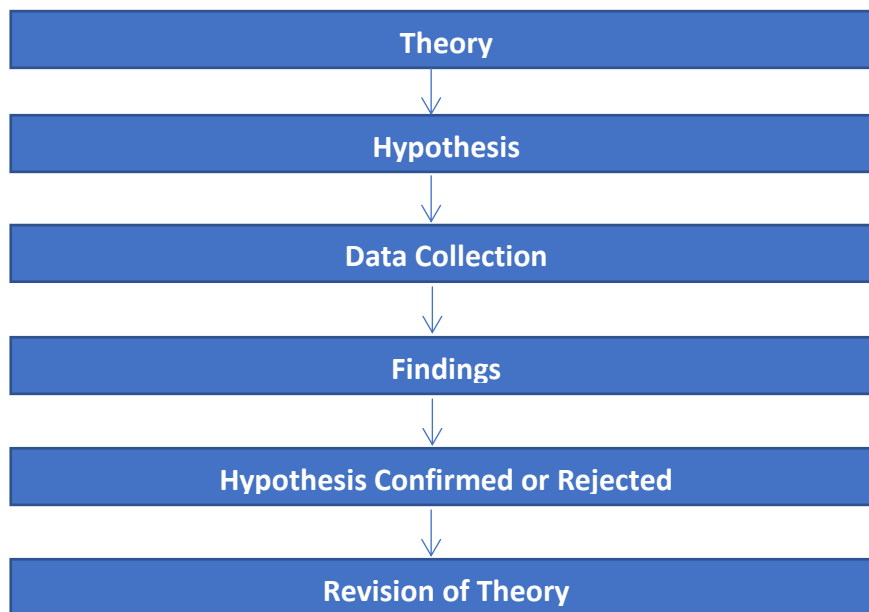 Theory
Hypothesis
Data Collection
Findings
Hypothesis Confirmed or Rejected
Revision of Theory